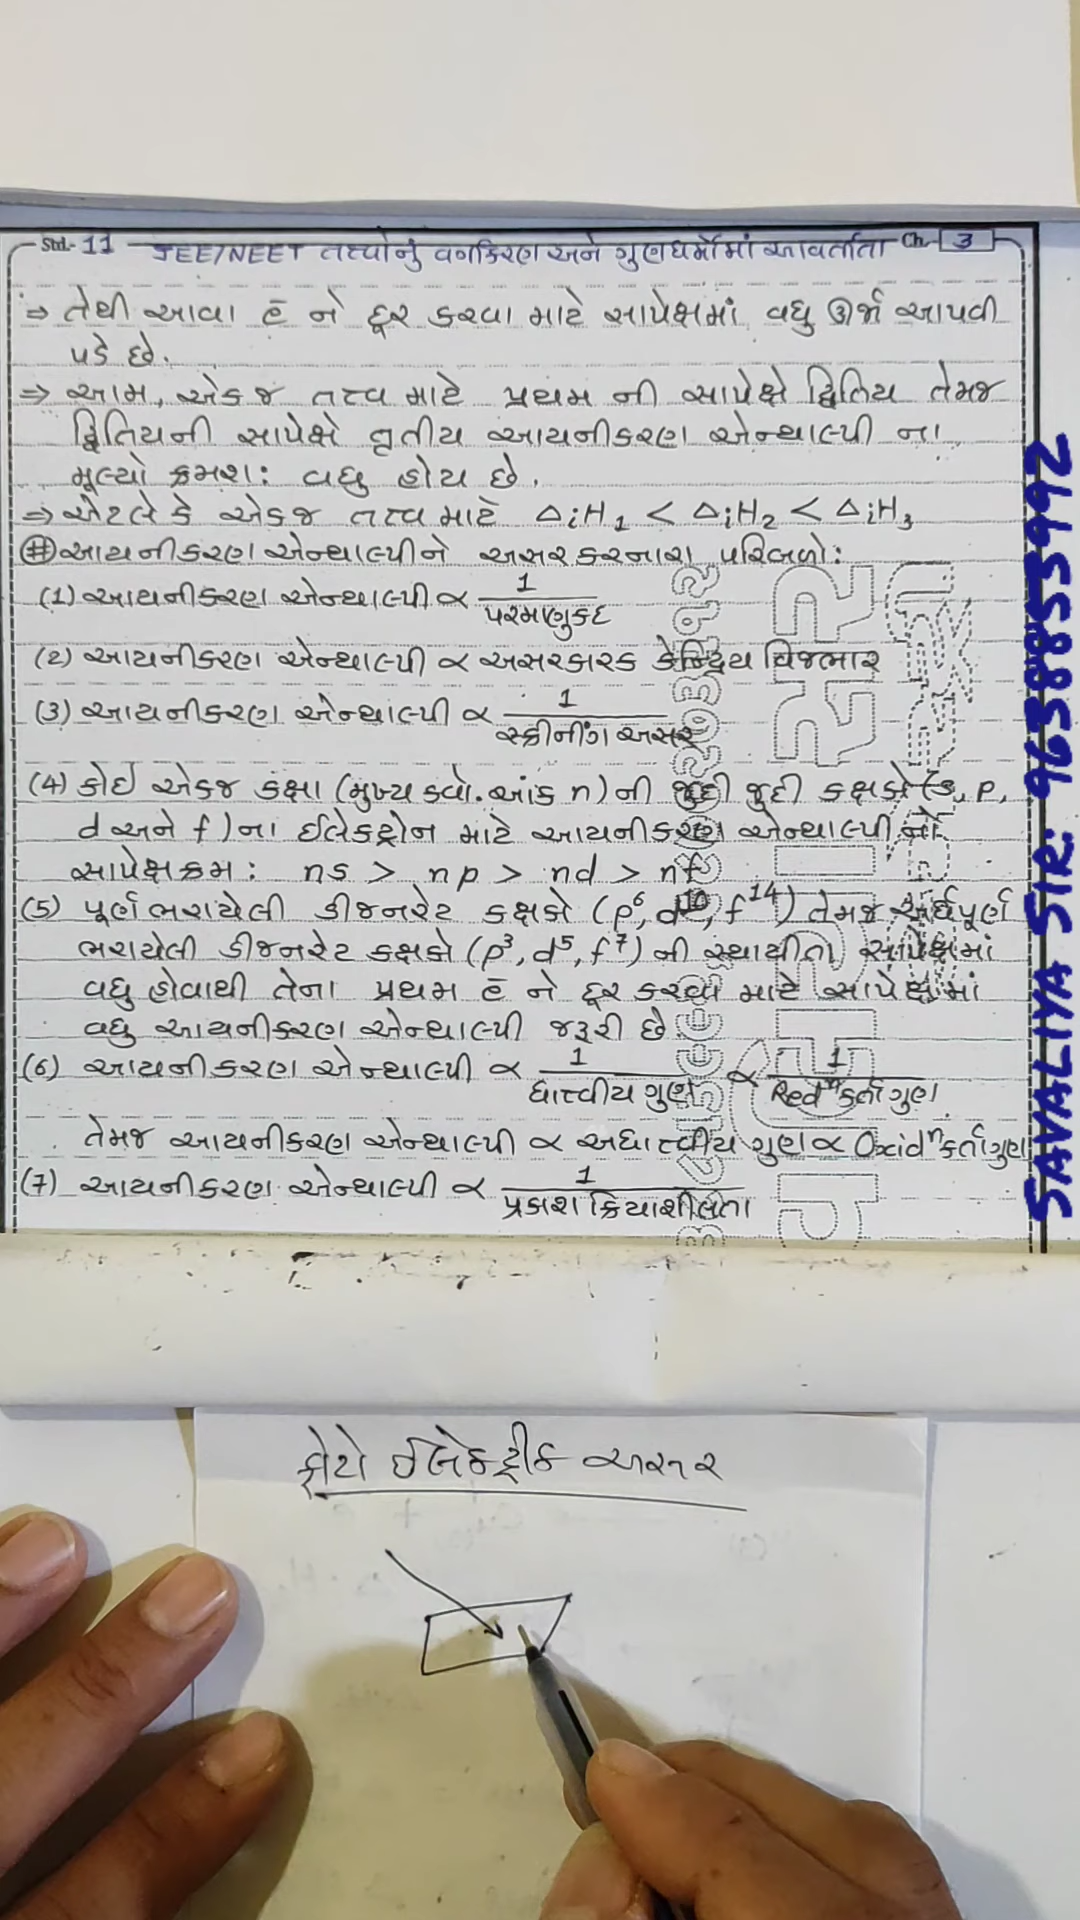 Std.- 11 JEE/NEET તત્ત્વોનું વર્ગીકરણ અને ગુણધર્મોમાં આવર્તીતા Ch. 3
⇒ તેથી આવા ē ને દૂર કરવા માટે સાપેક્ષમાં વધુ ઊર્જા આપવી
પડે છે.
⇒ આમ, એક જ તત્ત્વ માટે પ્રથમ ની સાપેક્ષે દ્વિતિય તેમજ
દ્વિતિયની સાપેક્ષે તૃતીય આયનીકરણ એન્થાલ્પી ના
મૂલ્યો ક્રમશ: વધુ હોય છે.
⇒ એટલે કે એકજ તત્ત્વ માટે ΔiH1 < ΔiH2 < ΔiH3
# આયનીકરણ એન્થાલ્પીને અસર કરનારા પરિબળો:
(1) આયનીકરણ એન્થાલ્પી ∝ 1/પરમાણુકદ
(2) આયનીકરણ એન્થાલ્પી ∝ અસરકારક કેન્દ્રિય વિજભાર
(3) આયનીકરણ એન્થાલ્પી ∝ 1/સ્ક્રીનીંગ અસર
(4) કોઈ એકજ કક્ષા (મુખ્ય ક્વો. આંક n) ની જુદી જુદી કક્ષકો (s, p,
d અને f) ના ઈલેક્ટ્રોન માટે આયનીકરણ એન્થાલ્પી નો
સાપેક્ષ ક્રમ : ns > np > nd > nf
(5) પૂર્ણ ભરાયેલી ડીજનરેટ કક્ષકો (p⁶, d¹⁰, f¹⁴) તેમજ અર્ધપૂર્ણ
ભરાયેલી ડીજનરેટ કક્ષકો (p³, d⁵, f⁷) ની સ્થાયીતા સાપેક્ષમાં
વધુ હોવાથી તેના પ્રથમ ē ને દૂર કરવા માટે સાપેક્ષમાં
વધુ આયનીકરણ એન્થાલ્પી જરૂરી છે
(6) આયનીકરણ એન્થાલ્પી ∝ 1/ધાત્ત્વીય ગુણ ∝ 1/Redⁿ કર્તા ગુણ
તેમજ આયનીકરણ એન્થાલ્પી ∝ અધાત્ત્વીય ગુણ ∝ Oxidⁿ કર્તા ગુણ
(7) આયનીકરણ એન્થાલ્પી ∝ 1/પ્રકાશ ક્રિયાશીલતા
SAVALIYA SIR: 9638853992
ફોટો ઈલેક્ટ્રીક અસર